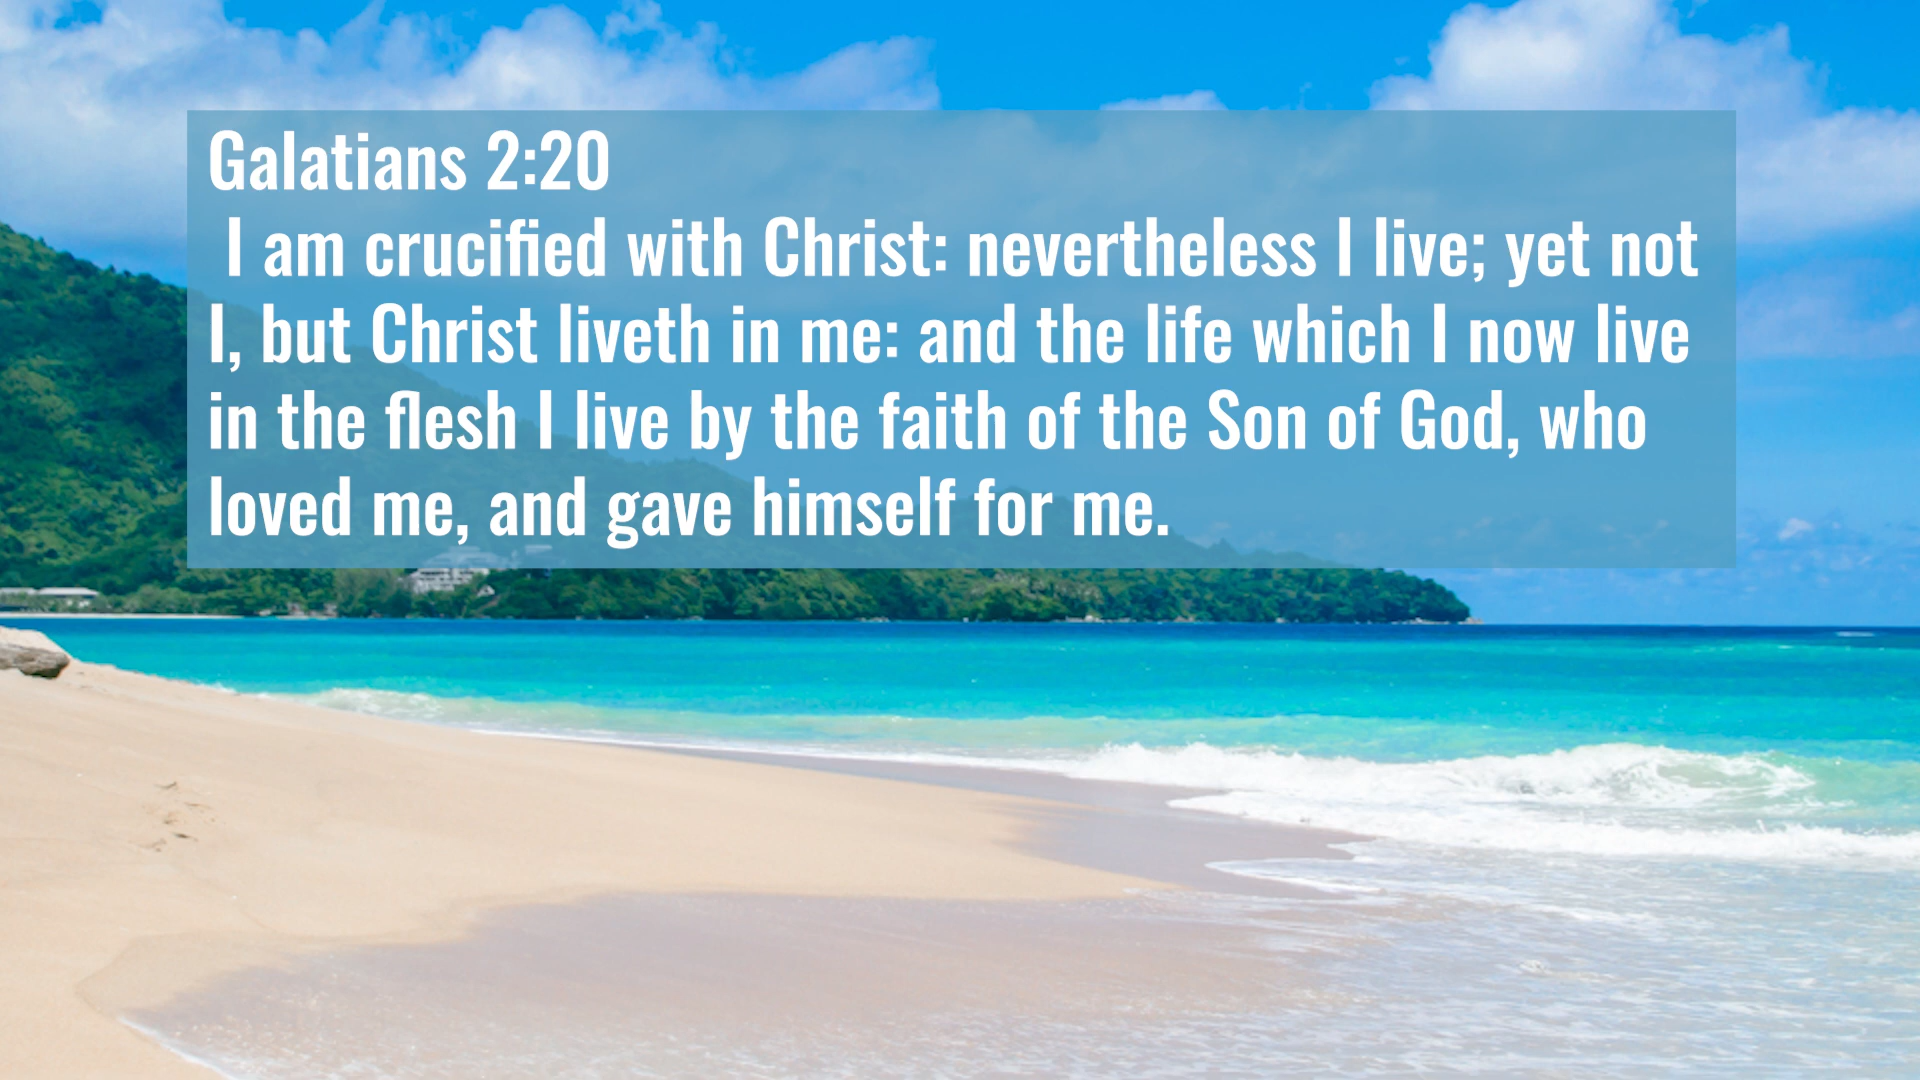 Galatians 2:20
I am crucified with Christ: nevertheless I live; yet not
I, but Christ liveth in me: and the life which I now live
in the flesh I live by the faith of the Son of God, who
loved me, and gave himself for me.